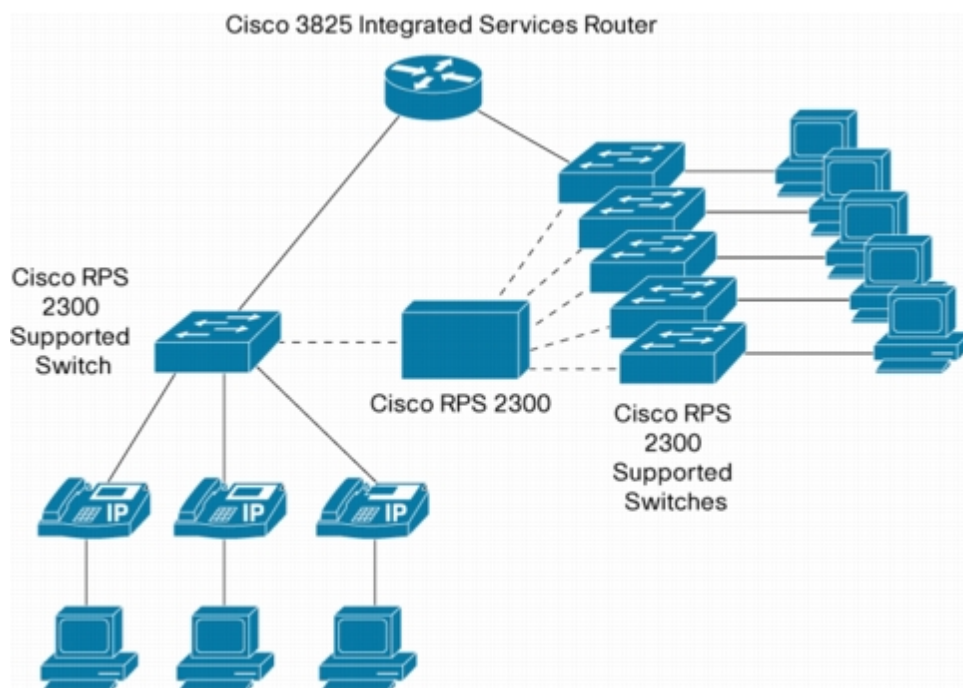 Cisco 3825 Integrated Services Router
Cisco RPS
2300
Supported
Switch
Cisco RPS 2300
Cisco RPS
2300
Supported
Switches
IP
IP
IP